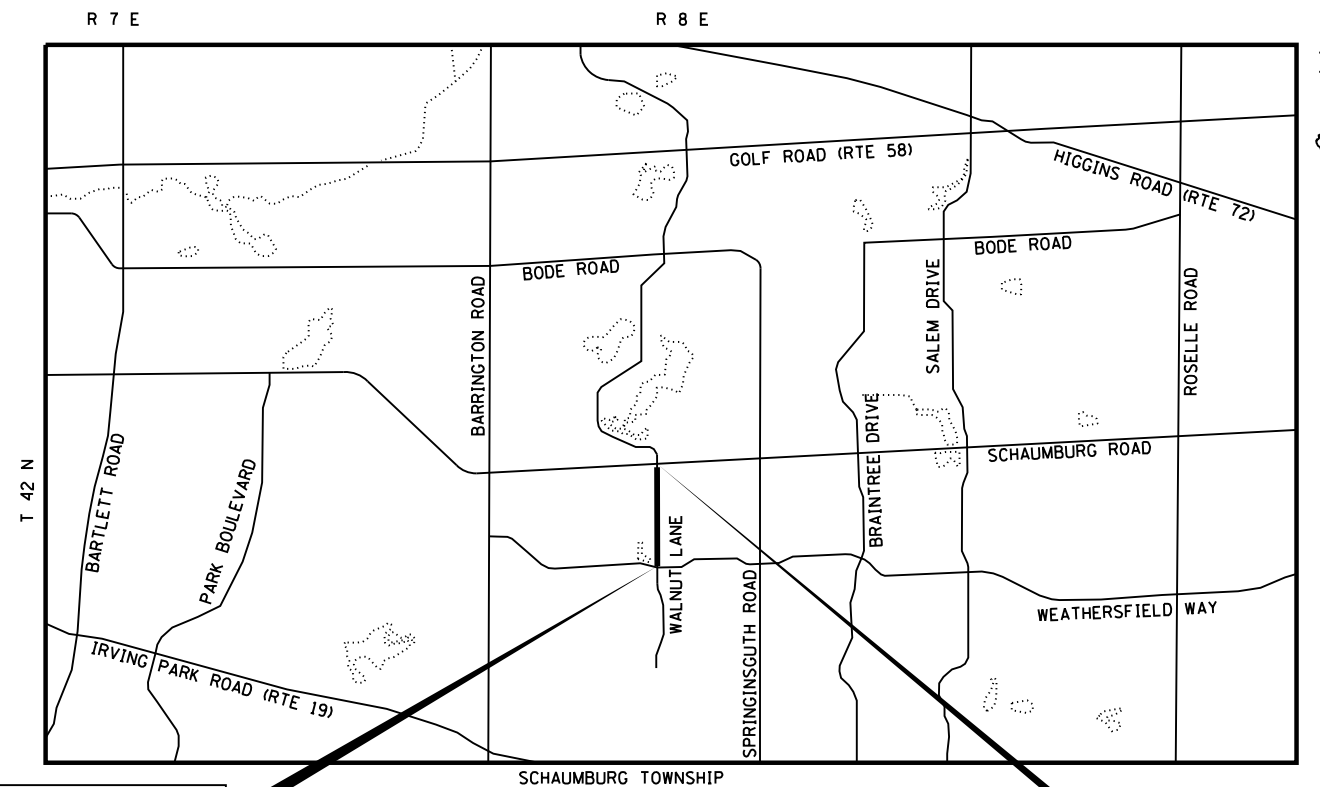 R 7 E
R 8 E
GOLF ROAD (RTE 58)
HIGGINS ROAD (RTE 72)
BODE ROAD
BODE ROAD
BARRINGTON ROAD
SALEM DRIVE
ROSELLE ROAD
T 42 N
BARTLETT ROAD
PARK BOULEVARD
BRAINTREE DRIVE
SCHAUMBURG ROAD
WALNUT LANE
SPRINGINSGUTH ROAD
WEATHERSFIELD WAY
IRVING PARK ROAD (RTE 19)
SCHAUMBURG TOWNSHIP